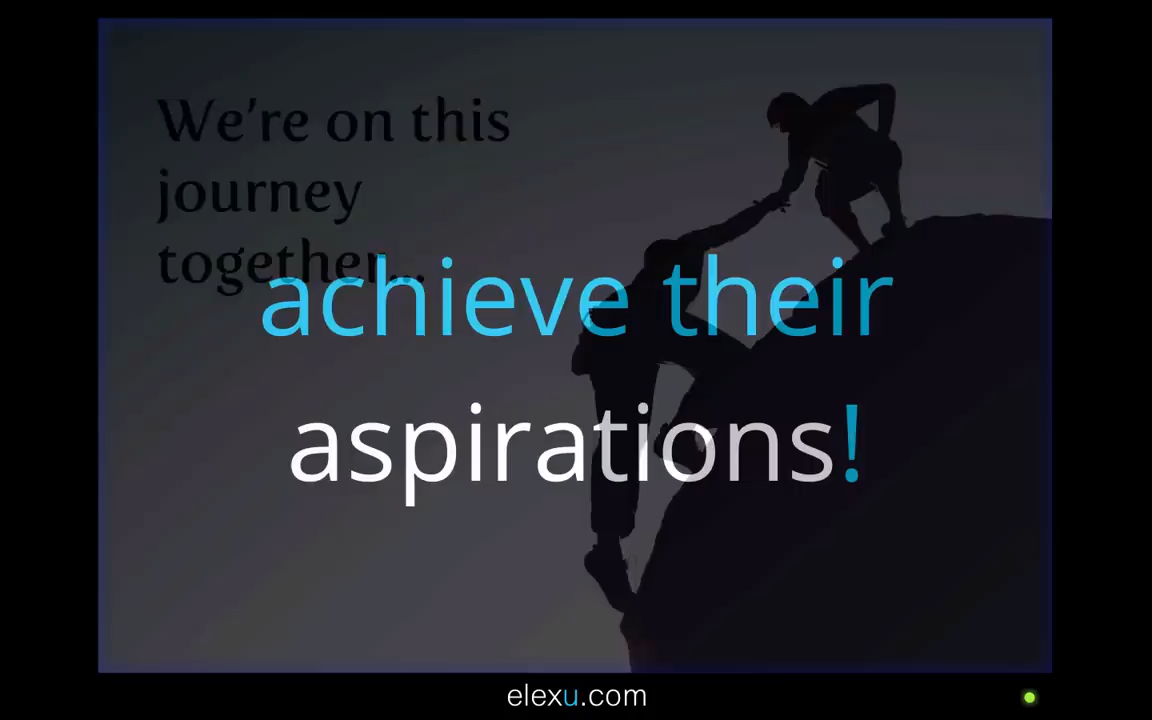 We're on this
journey
together...
achieve their
aspirations!
elexu.com